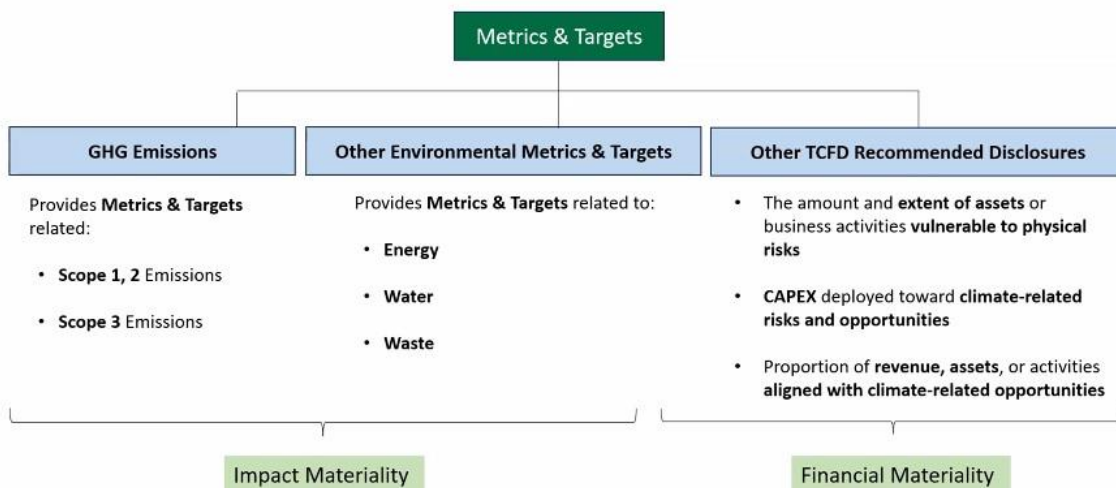 Metrics & Targets
GHG Emissions
Provides Metrics & Targets
related:
• Scope 1, 2 Emissions
• Scope 3 Emissions
Other Environmental Metrics & Targets
Provides Metrics & Targets related to:
• Energy
• Water
• Waste
Other TCFD Recommended Disclosures
• The amount and extent of assets or
business activities vulnerable to physical
risks
• CAPEX deployed toward climate-related
risks and opportunities
• Proportion of revenue, assets, or activities
aligned with climate-related opportunities
Impact Materiality
Financial Materiality